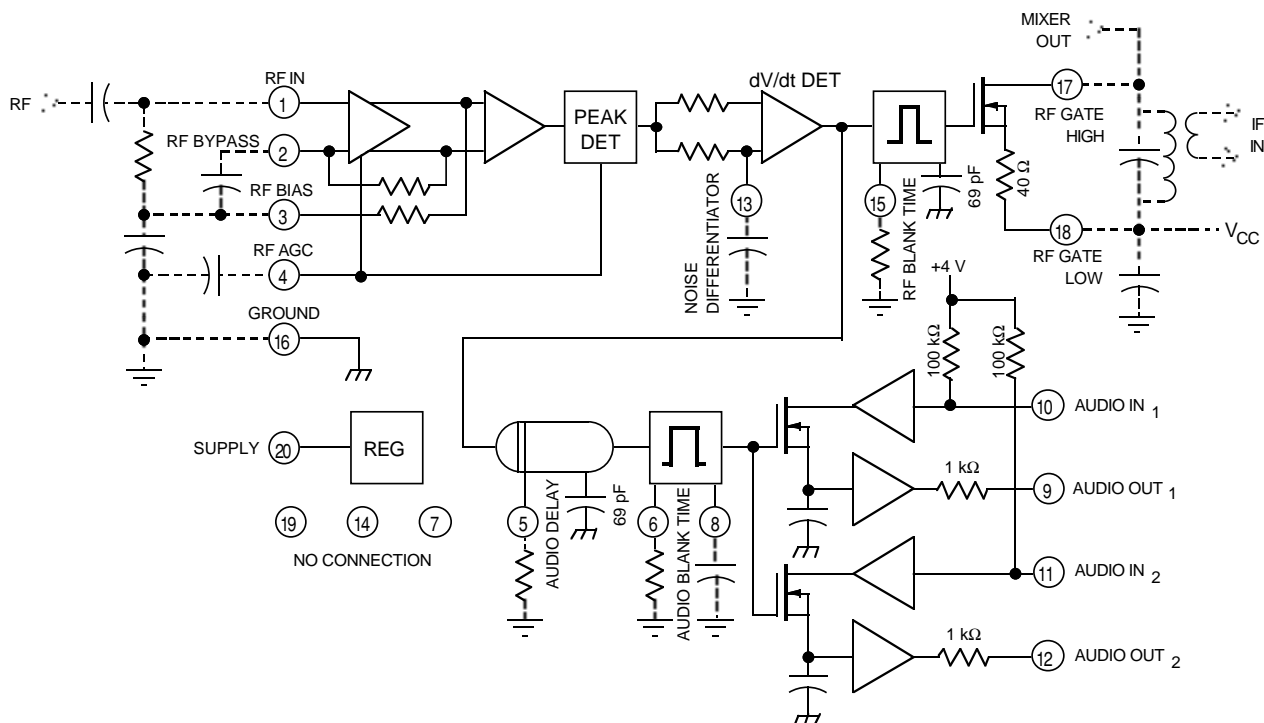 MIXER
OUT
RF
RF IN
1
RF BYPASS
2
RF BIAS
3
RF AGC
4
GROUND
16
PEAK
DET
dV/dt DET
13
NOISE
DIFFERENTIATOR
15
RF BLANK TIME
69 pF
40 Ω
17
RF GATE
HIGH
IF
IN
18
RF GATE
LOW
VCC
+4 V
100 kΩ
100 kΩ
SUPPLY
20
REG
19
14
7
NO CONNECTION
5
AUDIO DELAY
69 pF
6
AUDIO BLANK TIME
8
10
AUDIO IN 1
1 kΩ
9
AUDIO OUT 1
11
AUDIO IN 2
1 kΩ
12
AUDIO OUT 2